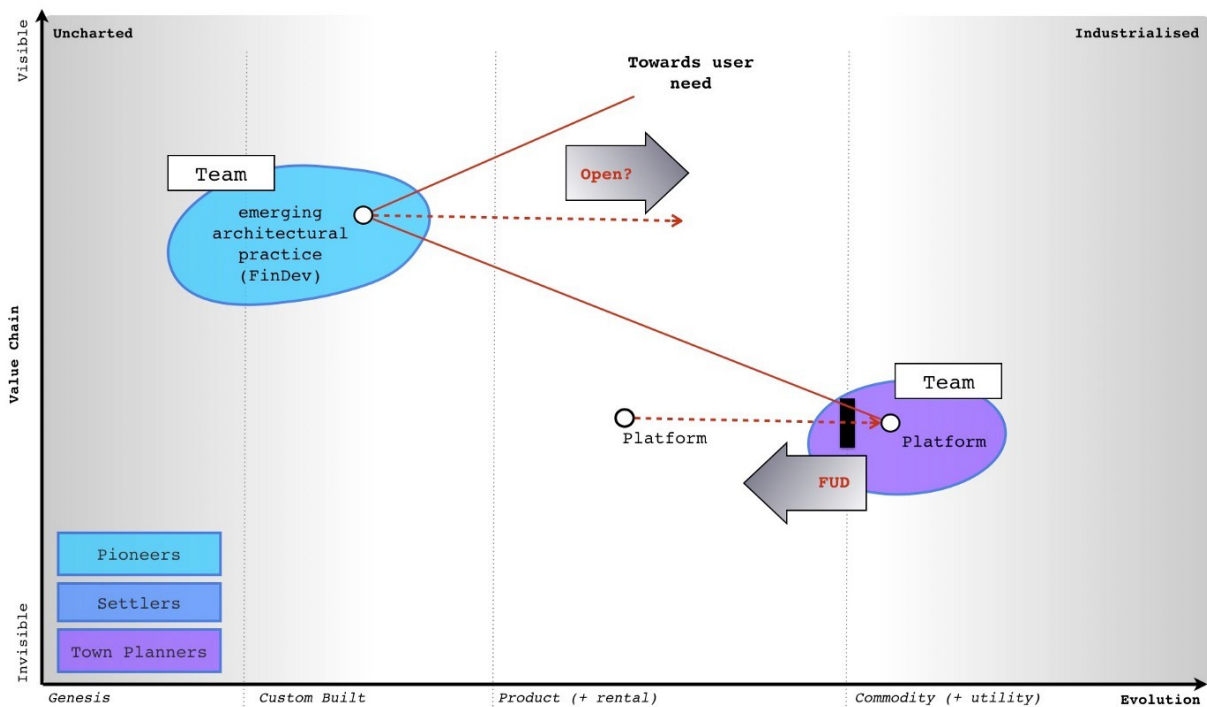 Uncharted
Industrialised
Visible
Towards user
need
Team
Open?
emerging
architectural
practice
(FinDev)
Value Chain
Team
Platform
Platform
FUD
Pioneers
Settlers
Town Planners
Invisible
Genesis
Custom Built
Product (+ rental)
Commodity (+ utility)
Evolution